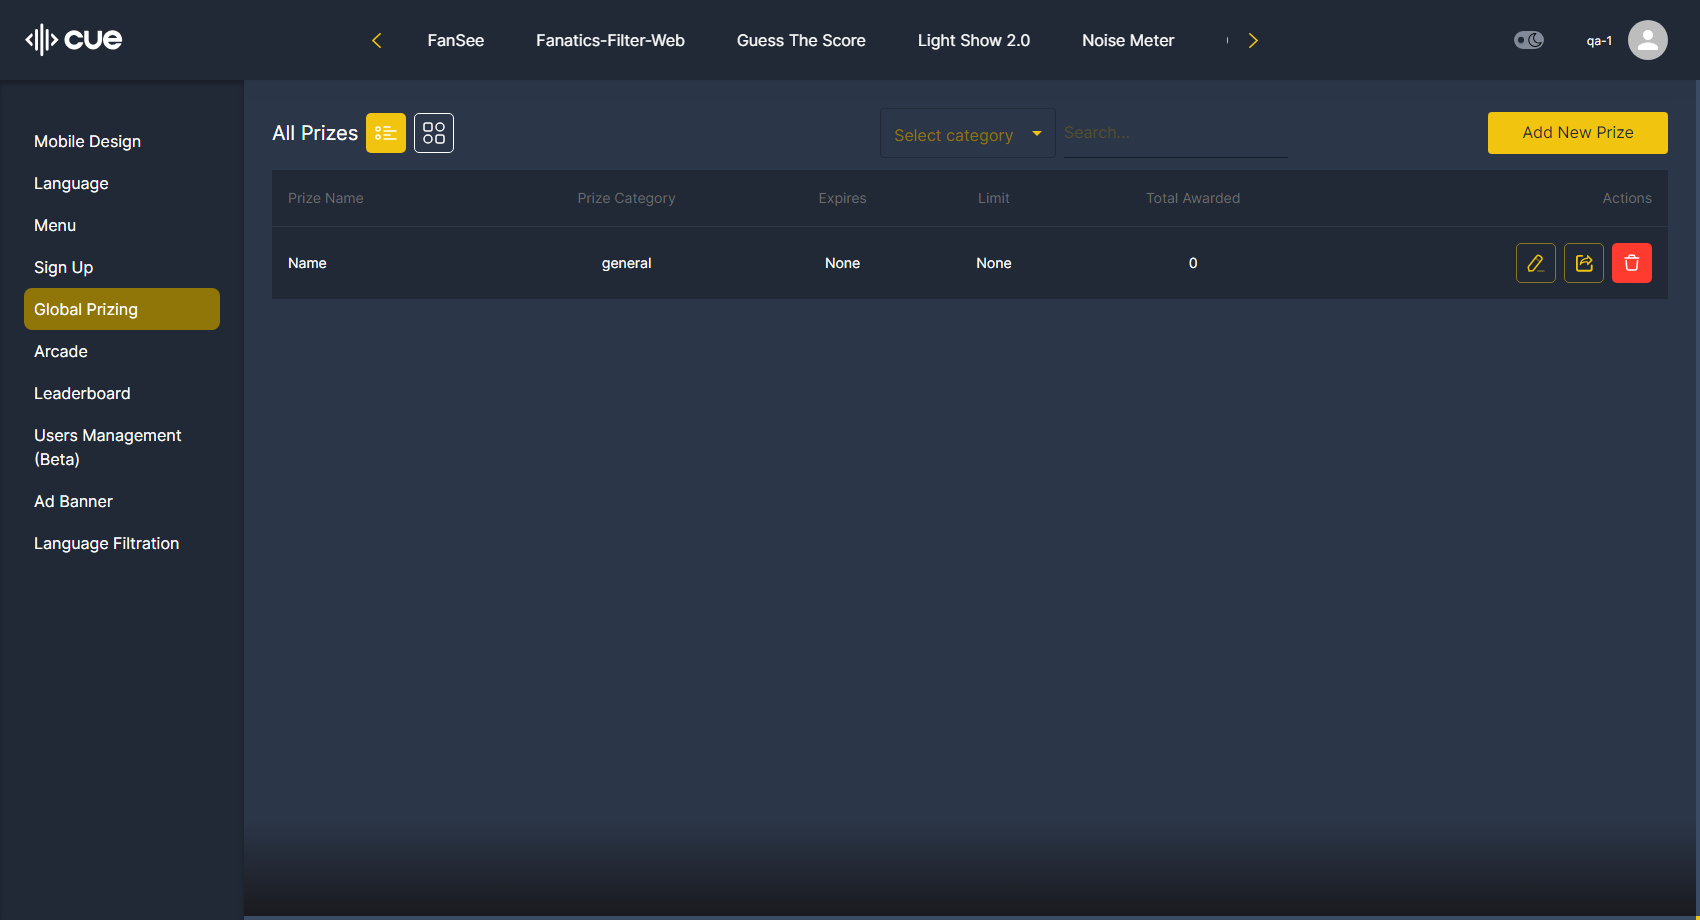 cue
FanSee Fanatics-Filter-Web Guess The Score Light Show 2.0 Noise Meter
qa-1
Mobile Design
Language
Menu
Sign Up
Global Prizing
Arcade
Leaderboard
Users Management
(Beta)
Ad Banner
Language Filtration
All Prizes
Select category
Search...
Add New Prize
Prize Name Prize Category Expires Limit Total Awarded Actions
Name general None None 0